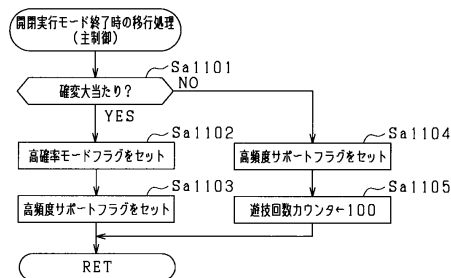 開閉実行モード終了時の移行処理
(主制御)
Sa1101
確変大当たり?
NO
YES
Sa1102
高確率モードフラグをセット
Sa1104
高頻度サポートフラグをセット
Sa1103
高頻度サポートフラグをセット
Sa1105
遊技回数カウンタ←100
RET